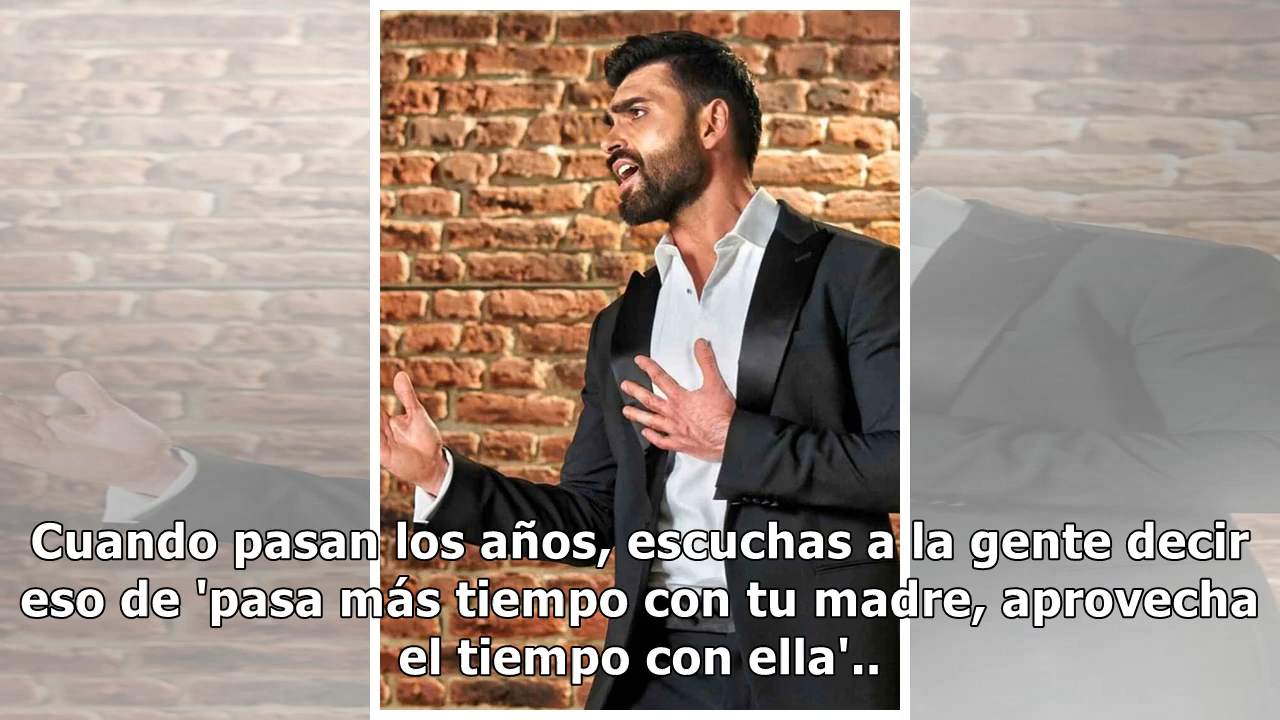 Cuando pasan los años, escuchas a la gente decir
eso de 'pasa más tiempo con tu madre, aprovecha
el tiempo con ella'..